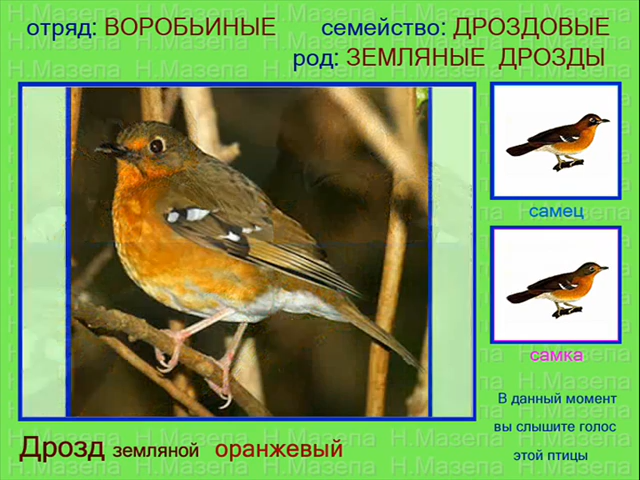 отряд: ВОРОБЬИНЫЕ семейство: ДРОЗДОВЫЕ
род: ЗЕМЛЯНЫЕ ДРОЗДЫ
самец
самка
В данный момент
вы слышите голос
этой птицы
Дрозд земляной оранжевый
Н.Мазепа